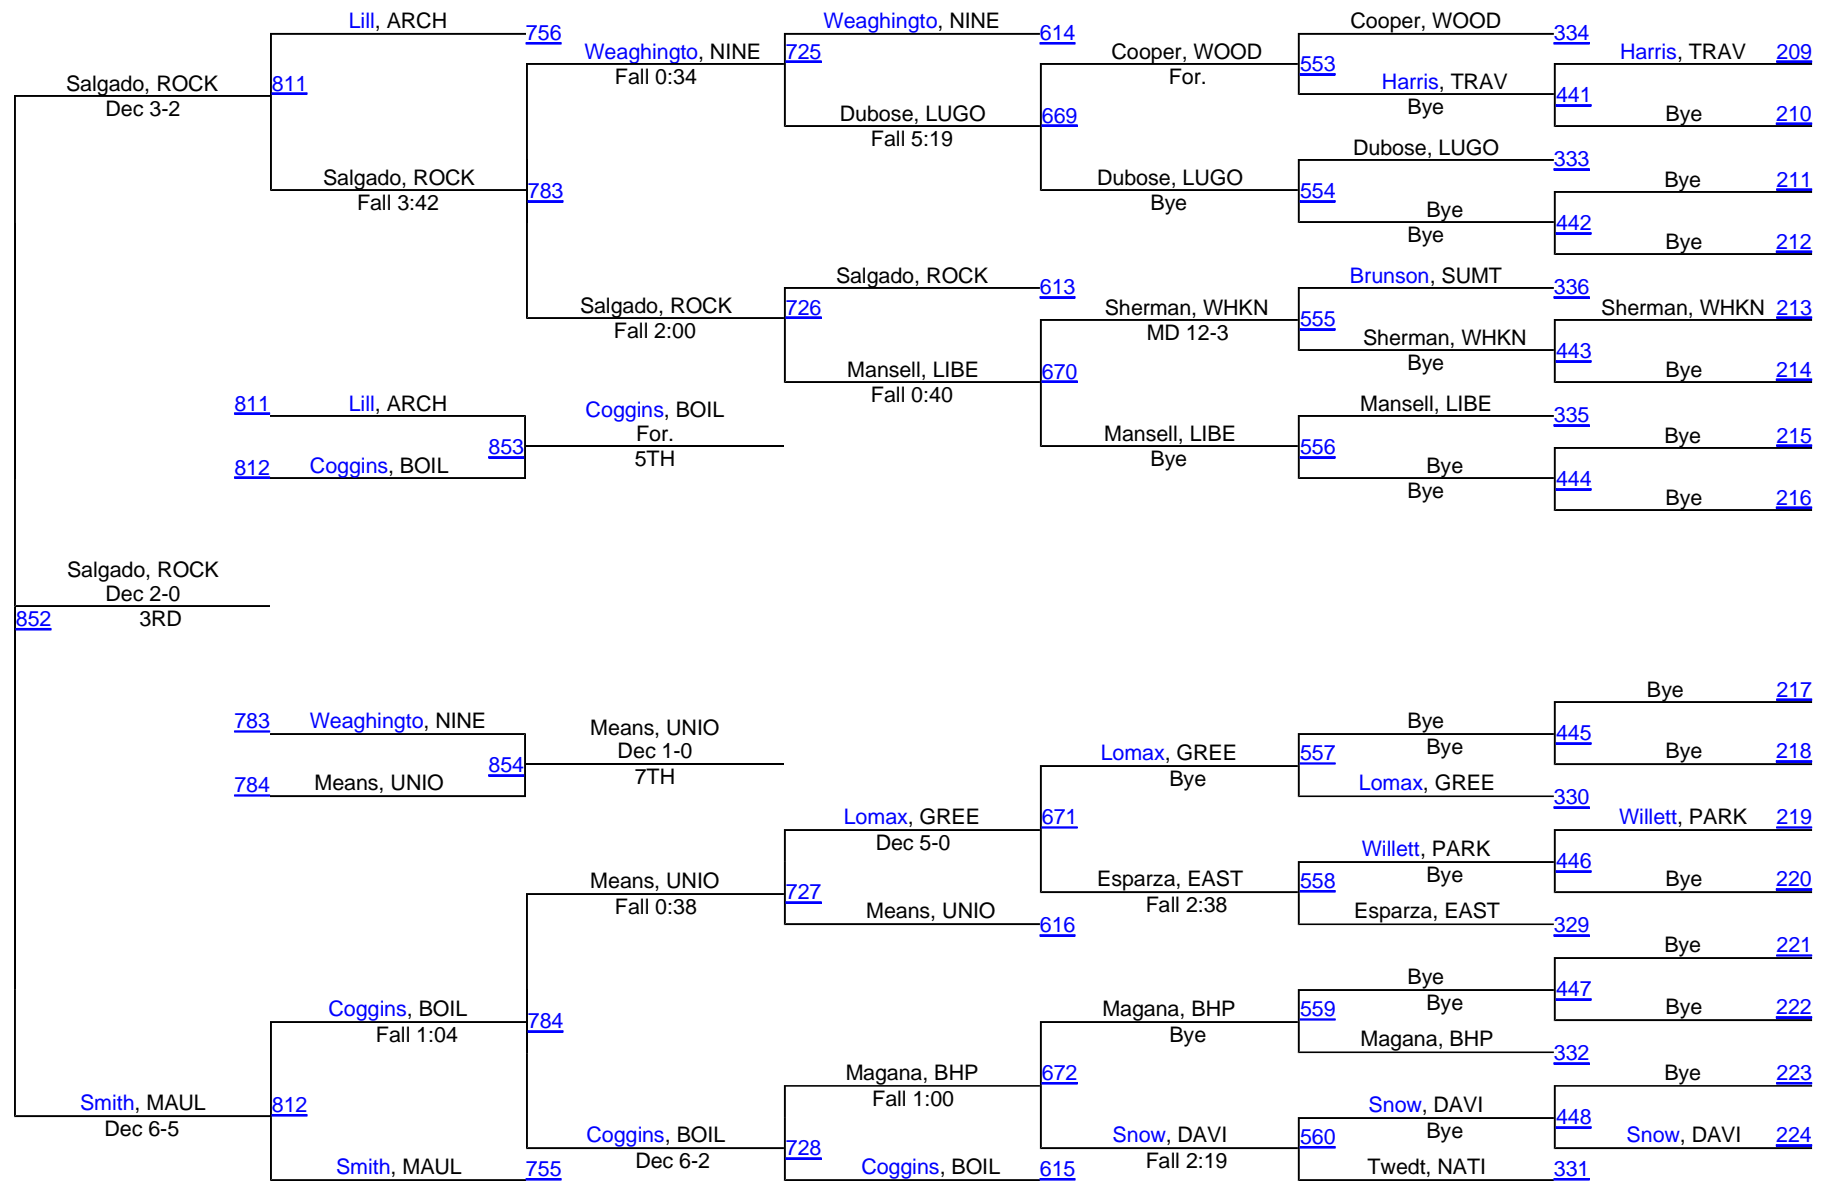 Lill, ARCH
756
Weaghingto, NINE
614
Cooper, WOOD
334
Salgado, ROCK
Dec 3-2
811
Weaghingto, NINE
Fall 0:34
725
Cooper, WOOD
For.
553
Harris, TRAV
209
Harris, TRAV
Bye
441
Bye
210
Dubose, LUGO
Fall 5:19
669
Dubose, LUGO
333
Salgado, ROCK
Fall 3:42
783
Dubose, LUGO
Bye
554
Bye
211
Bye
Bye
442
Bye
212
Salgado, ROCK
613
Brunson, SUMT
336
Salgado, ROCK
Fall 2:00
726
Sherman, WHKN
MD 12-3
555
Sherman, WHKN
213
Sherman, WHKN
Bye
443
Bye
214
Mansell, LIBE
Fall 0:40
670
811
Lill, ARCH
Coggins, BOIL
For.
5TH
Mansell, LIBE
335
853
812
Coggins, BOIL
Mansell, LIBE
Bye
556
Bye
215
Bye
Bye
444
Bye
216
Salgado, ROCK
Dec 2-0
3RD
852
Bye
217
783
Weaghingto, NINE
Means, UNIO
Dec 1-0
7TH
854
784
Means, UNIO
Bye
Bye
445
Bye
218
Lomax, GREE
Bye
557
Lomax, GREE
330
Lomax, GREE
Dec 5-0
671
Willett, PARK
219
Willett, PARK
Bye
446
Bye
220
Means, UNIO
Fall 0:38
727
Esparza, EAST
Fall 2:38
558
Means, UNIO
616
Esparza, EAST
329
Bye
221
Bye
Bye
447
Bye
222
Coggins, BOIL
Fall 1:04
784
Magana, BHP
Bye
559
Magana, BHP
332
Magana, BHP
Fall 1:00
672
Bye
223
Smith, MAUL
Dec 6-5
812
Snow, DAVI
Bye
448
Snow, DAVI
224
Coggins, BOIL
Dec 6-2
728
Snow, DAVI
Fall 2:19
560
Smith, MAUL
755
Coggins, BOIL
615
Twedt, NATI
331